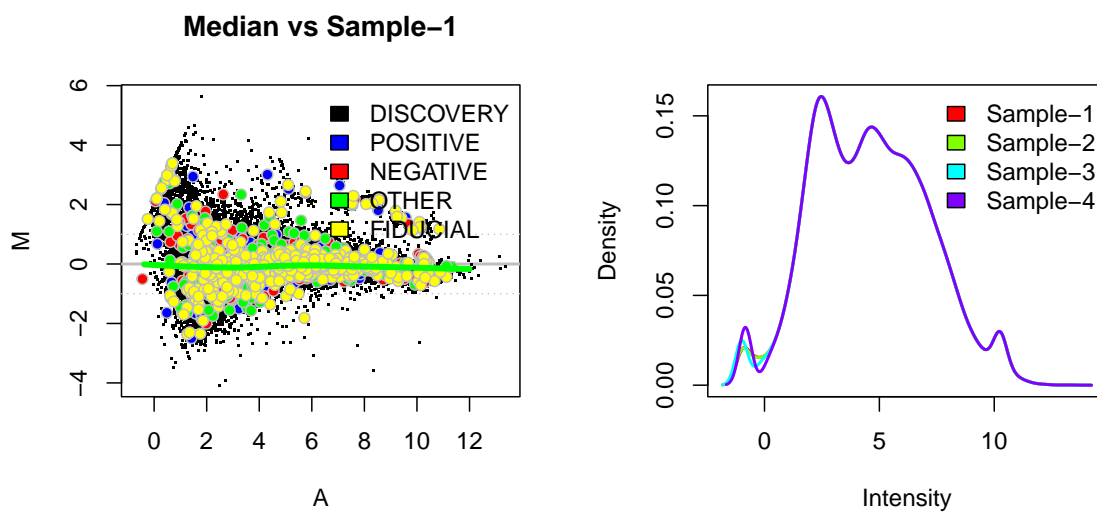 Median vs Sample−1
M
6
4
2
0
−2
−4
DISCOVERY
POSITIVE
NEGATIVE
OTHER
FIDUCIAL
0 2 4 6 8 10 12
A
Density
0.15
0.10
0.05
0.00
Sample−1
Sample−2
Sample−3
Sample−4
0 5 10
Intensity